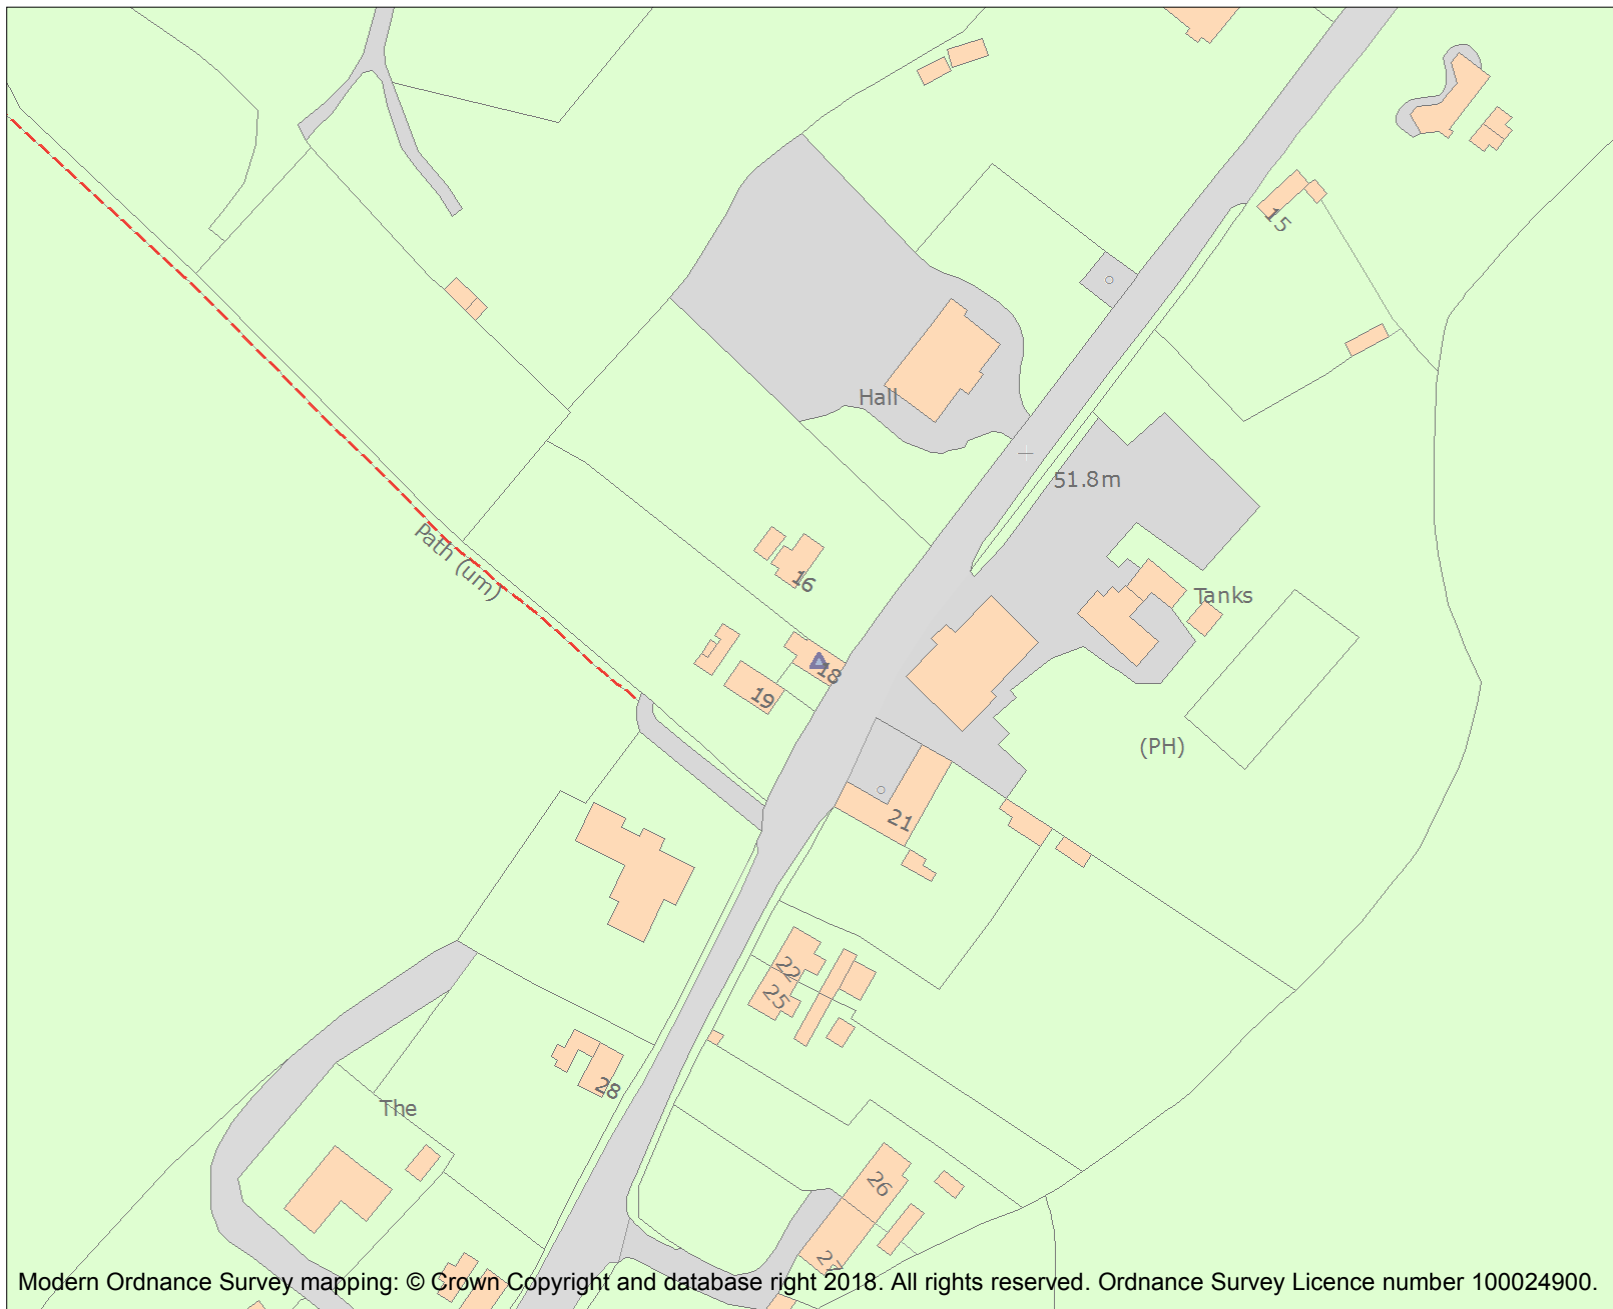 15
Hall
51.8m
Path (um)
16
Tanks
18
19
(PH)
21
22
25
28
The
26
27
Modern Ordnance Survey mapping: © Crown Copyright and database right 2018. All rights reserved. Ordnance Survey Licence number 100024900.